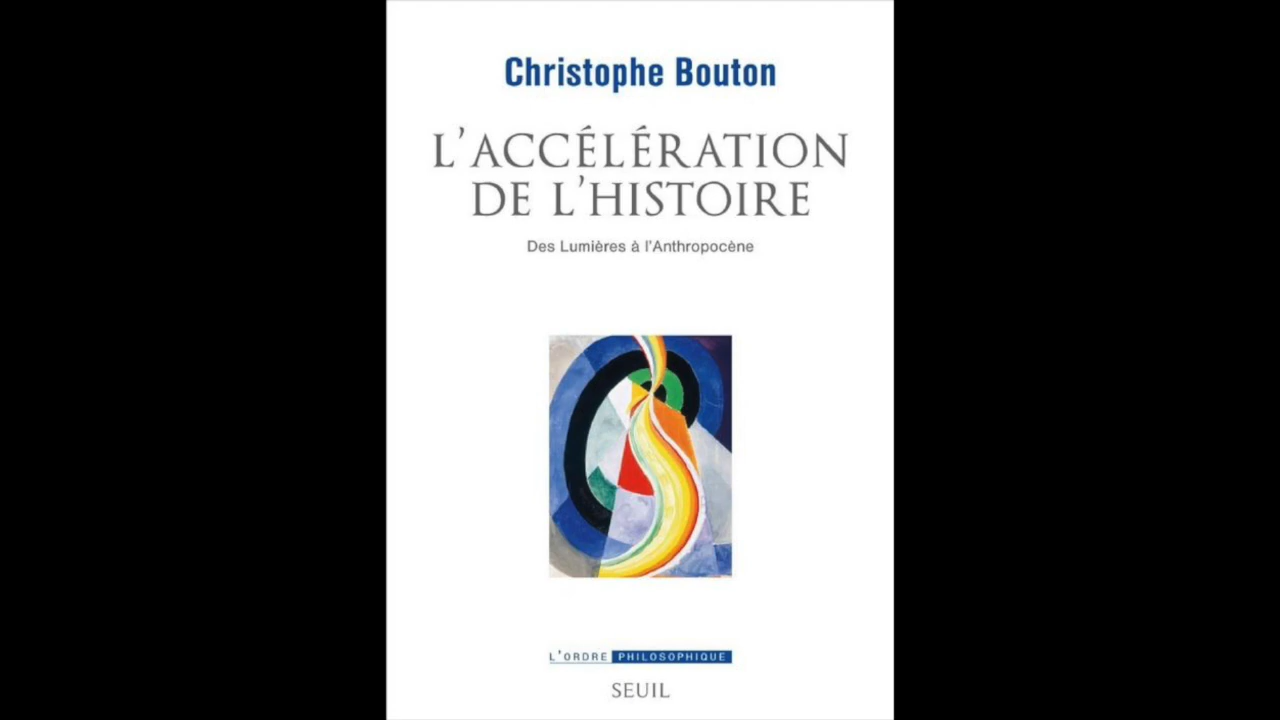 Christophe Bouton
L'ACCÉLÉRATION
DE L'HISTOIRE
Des Lumières à l'Anthropocène
L'ORDRE PHILOSOPHIQUE
SEUIL